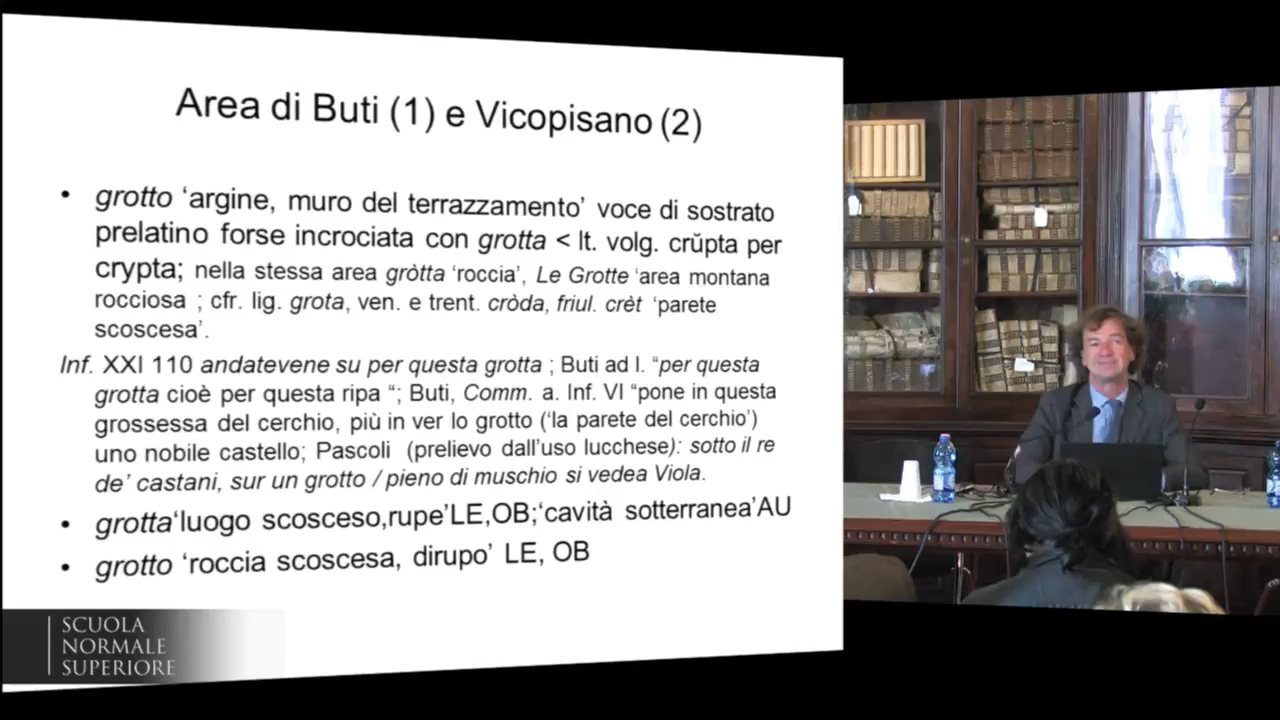 Area di Buti (1) e Vicopisano (2)
• grotto ‘argine, muro del terrazzamento’ voce di sostrato
prelatino forse incrociata con grotta < lt. volg. crŭpta per
crypta; nella stessa area gròtta ‘roccia’, Le Grotte ‘area montana
rocciosa ; cfr. lig. grota, ven. e trent. cròda, friul. crèt ‘parete
scoscesa’.
Inf. XXI 110 andatevene su per questa grotta ; Buti ad l. “per questa
grotta cioè per questa ripa “; Buti, Comm. a. Inf. VI “pone in questa
grossessa del cerchio, più in ver lo grotto (‘la parete del cerchio’)
uno nobile castello; Pascoli (prelievo dall’uso lucchese): sotto il re
de’ castani, sur un grotto / pieno di muschio si vedea Viola.
• grotta‘luogo scosceso,rupe’LE,OB;‘cavità sotterranea’AU
• grotto ‘roccia scoscesa, dirupo’ LE, OB
SCUOLA
NORMALE
SUPERIORE